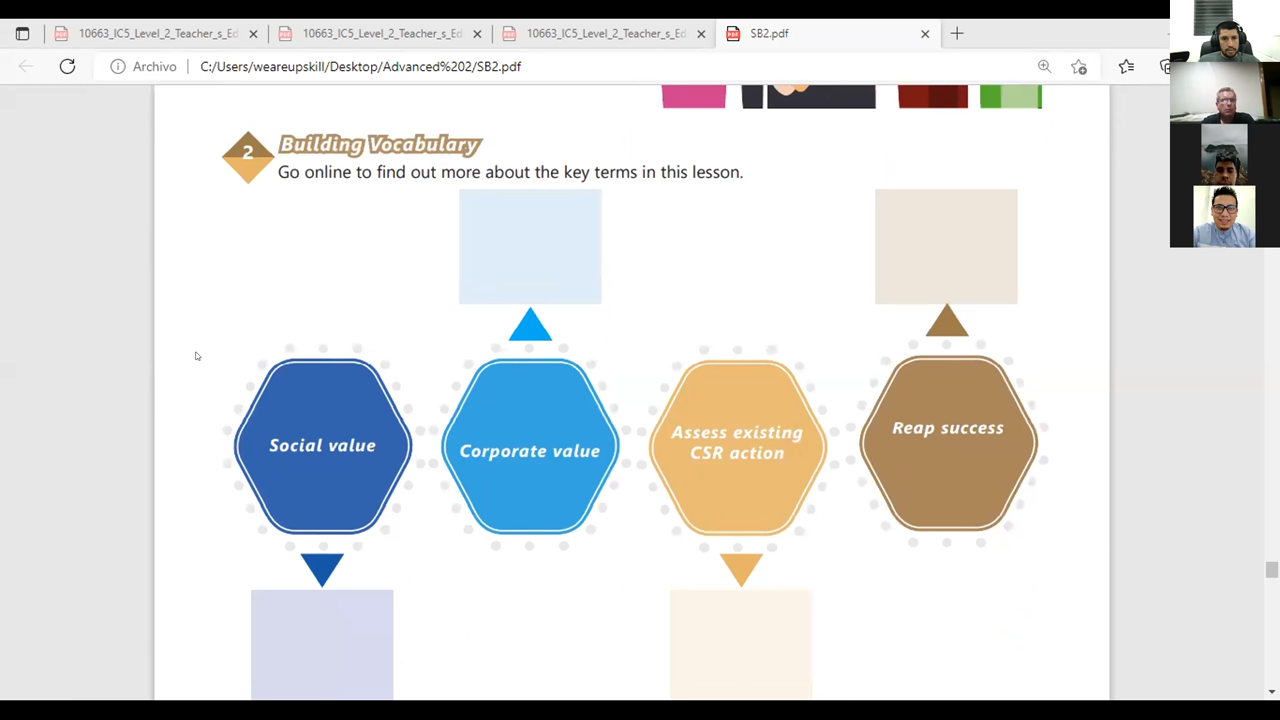 10663_IC5_Level_2_Teacher_s_Ed
10663_IC5_Level_2_Teacher_s_Ed
10663_IC5_Level_2_Teacher_s_Ed
SB2.pdf
Archivo
C:/Users/weareupskill/Desktop/Advanced%202/SB2.pdf
2
Building Vocabulary
Go online to find out more about the key terms in this lesson.
Social value
Corporate value
Assess existing
CSR action
Reap success